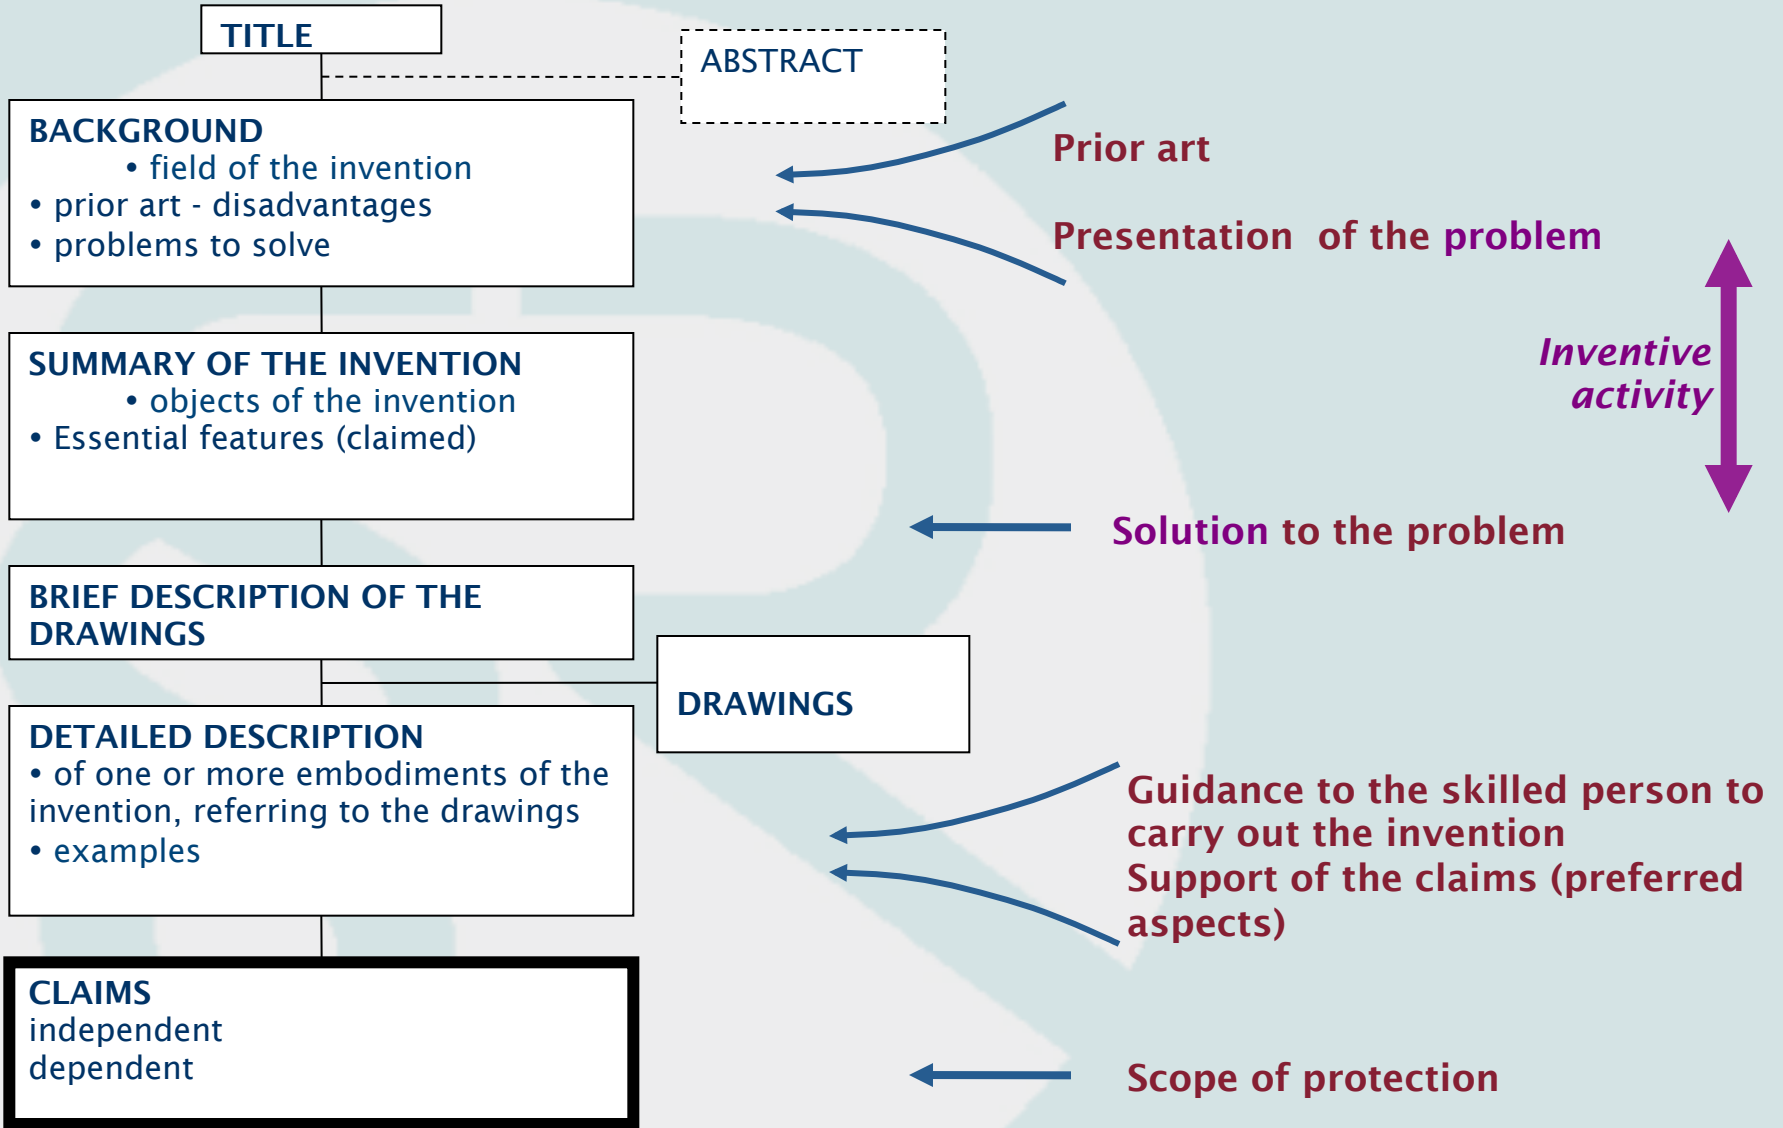 TITLE
ABSTRACT
BACKGROUND
• field of the invention
• prior art - disadvantages
• problems to solve
Prior art
Presentation of the problem
Inventive
activity
SUMMARY OF THE INVENTION
• objects of the invention
• Essential features (claimed)
Solution to the problem
BRIEF DESCRIPTION OF THE
DRAWINGS
DRAWINGS
DETAILED DESCRIPTION
• of one or more embodiments of the
invention, referring to the drawings
• examples
Guidance to the skilled person to
carry out the invention
Support of the claims (preferred
aspects)
CLAIMS
independent
dependent
Scope of protection